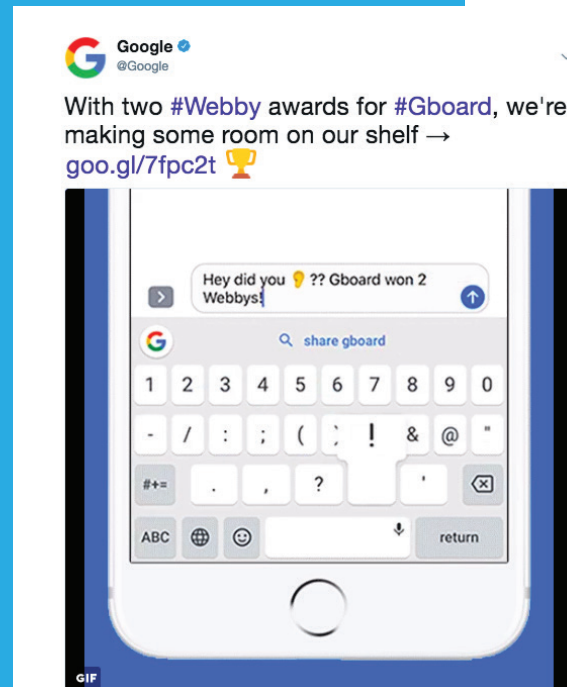 Google
@Google
With two #Webby awards for #Gboard, we're
making some room on our shelf →
goo.gl/7fpc2t 🏆
Hey did you 👂 ?? Gboard won 2
Webbys!
G
share gboard
1 2 3 4 5 6 7 8 9 0
- / : ; ( ! & @ "
#+= . , ? '
ABC return
GIF